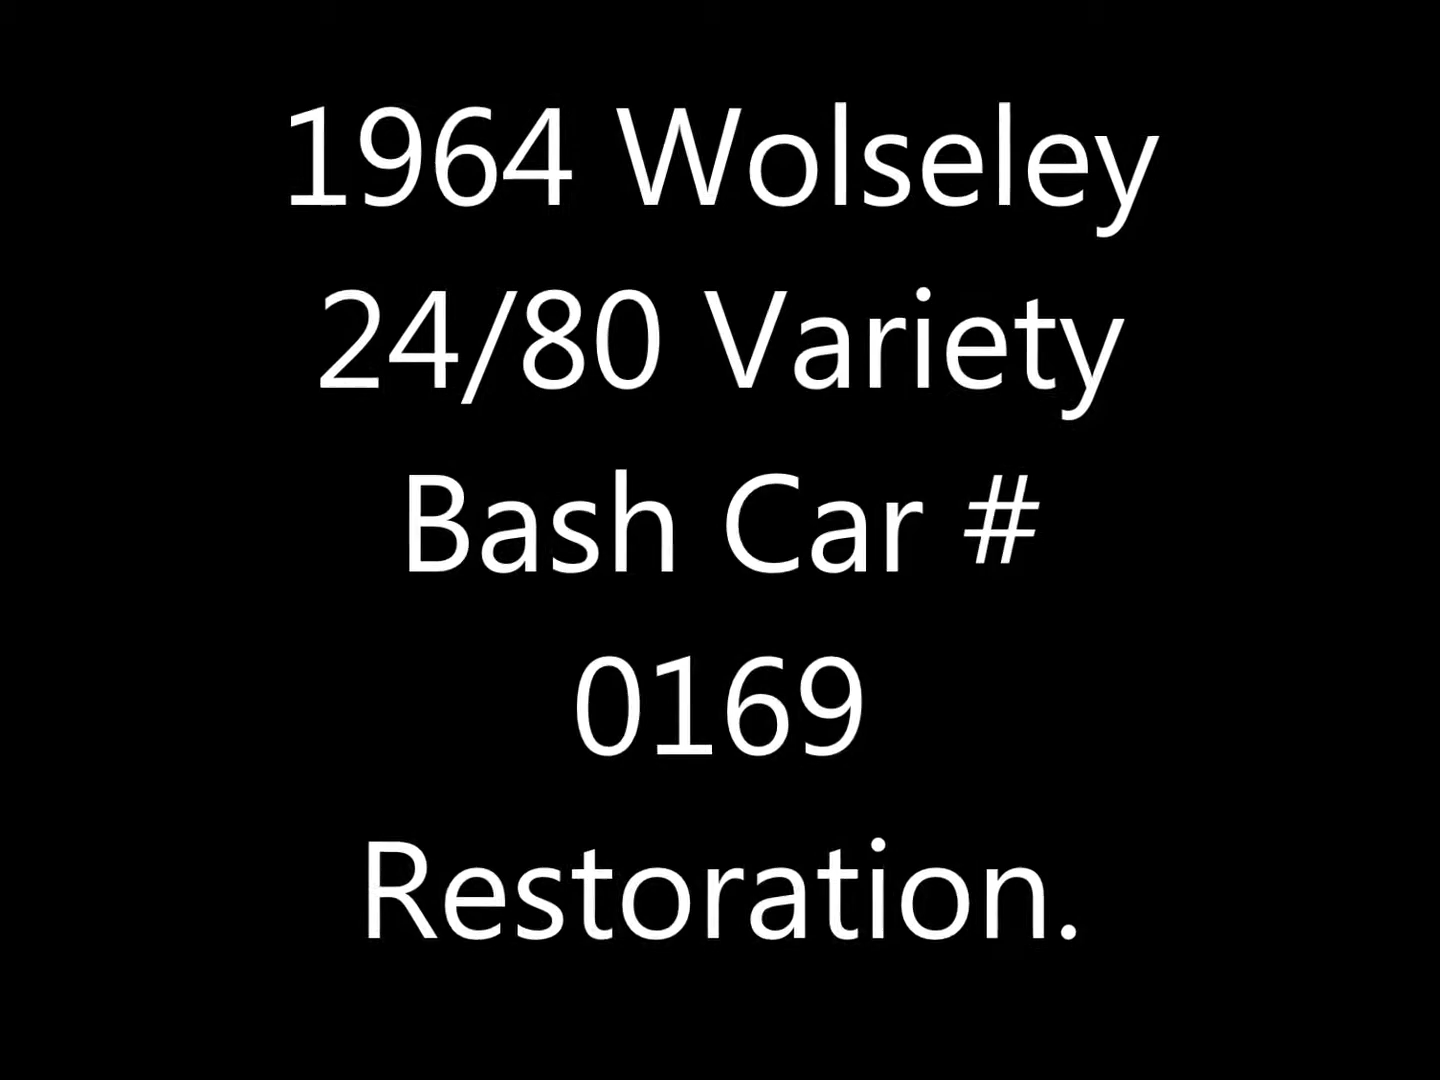 1964 Wolseley
24/80 Variety
Bash Car #
0169
Restoration.